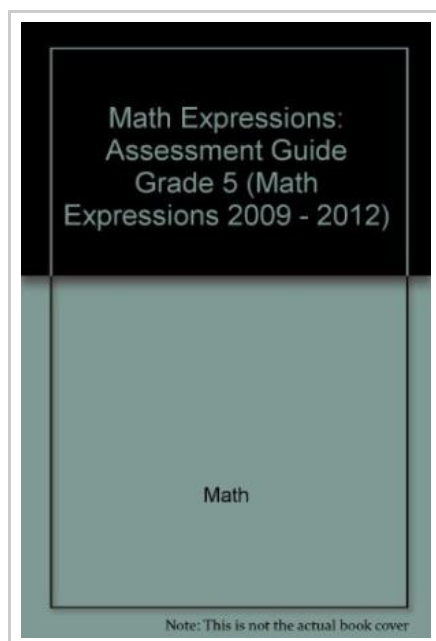 Math Expressions:
Assessment Guide
Grade 5 (Math
Expressions 2009 - 2012)
Math
Note: This is not the actual book cover